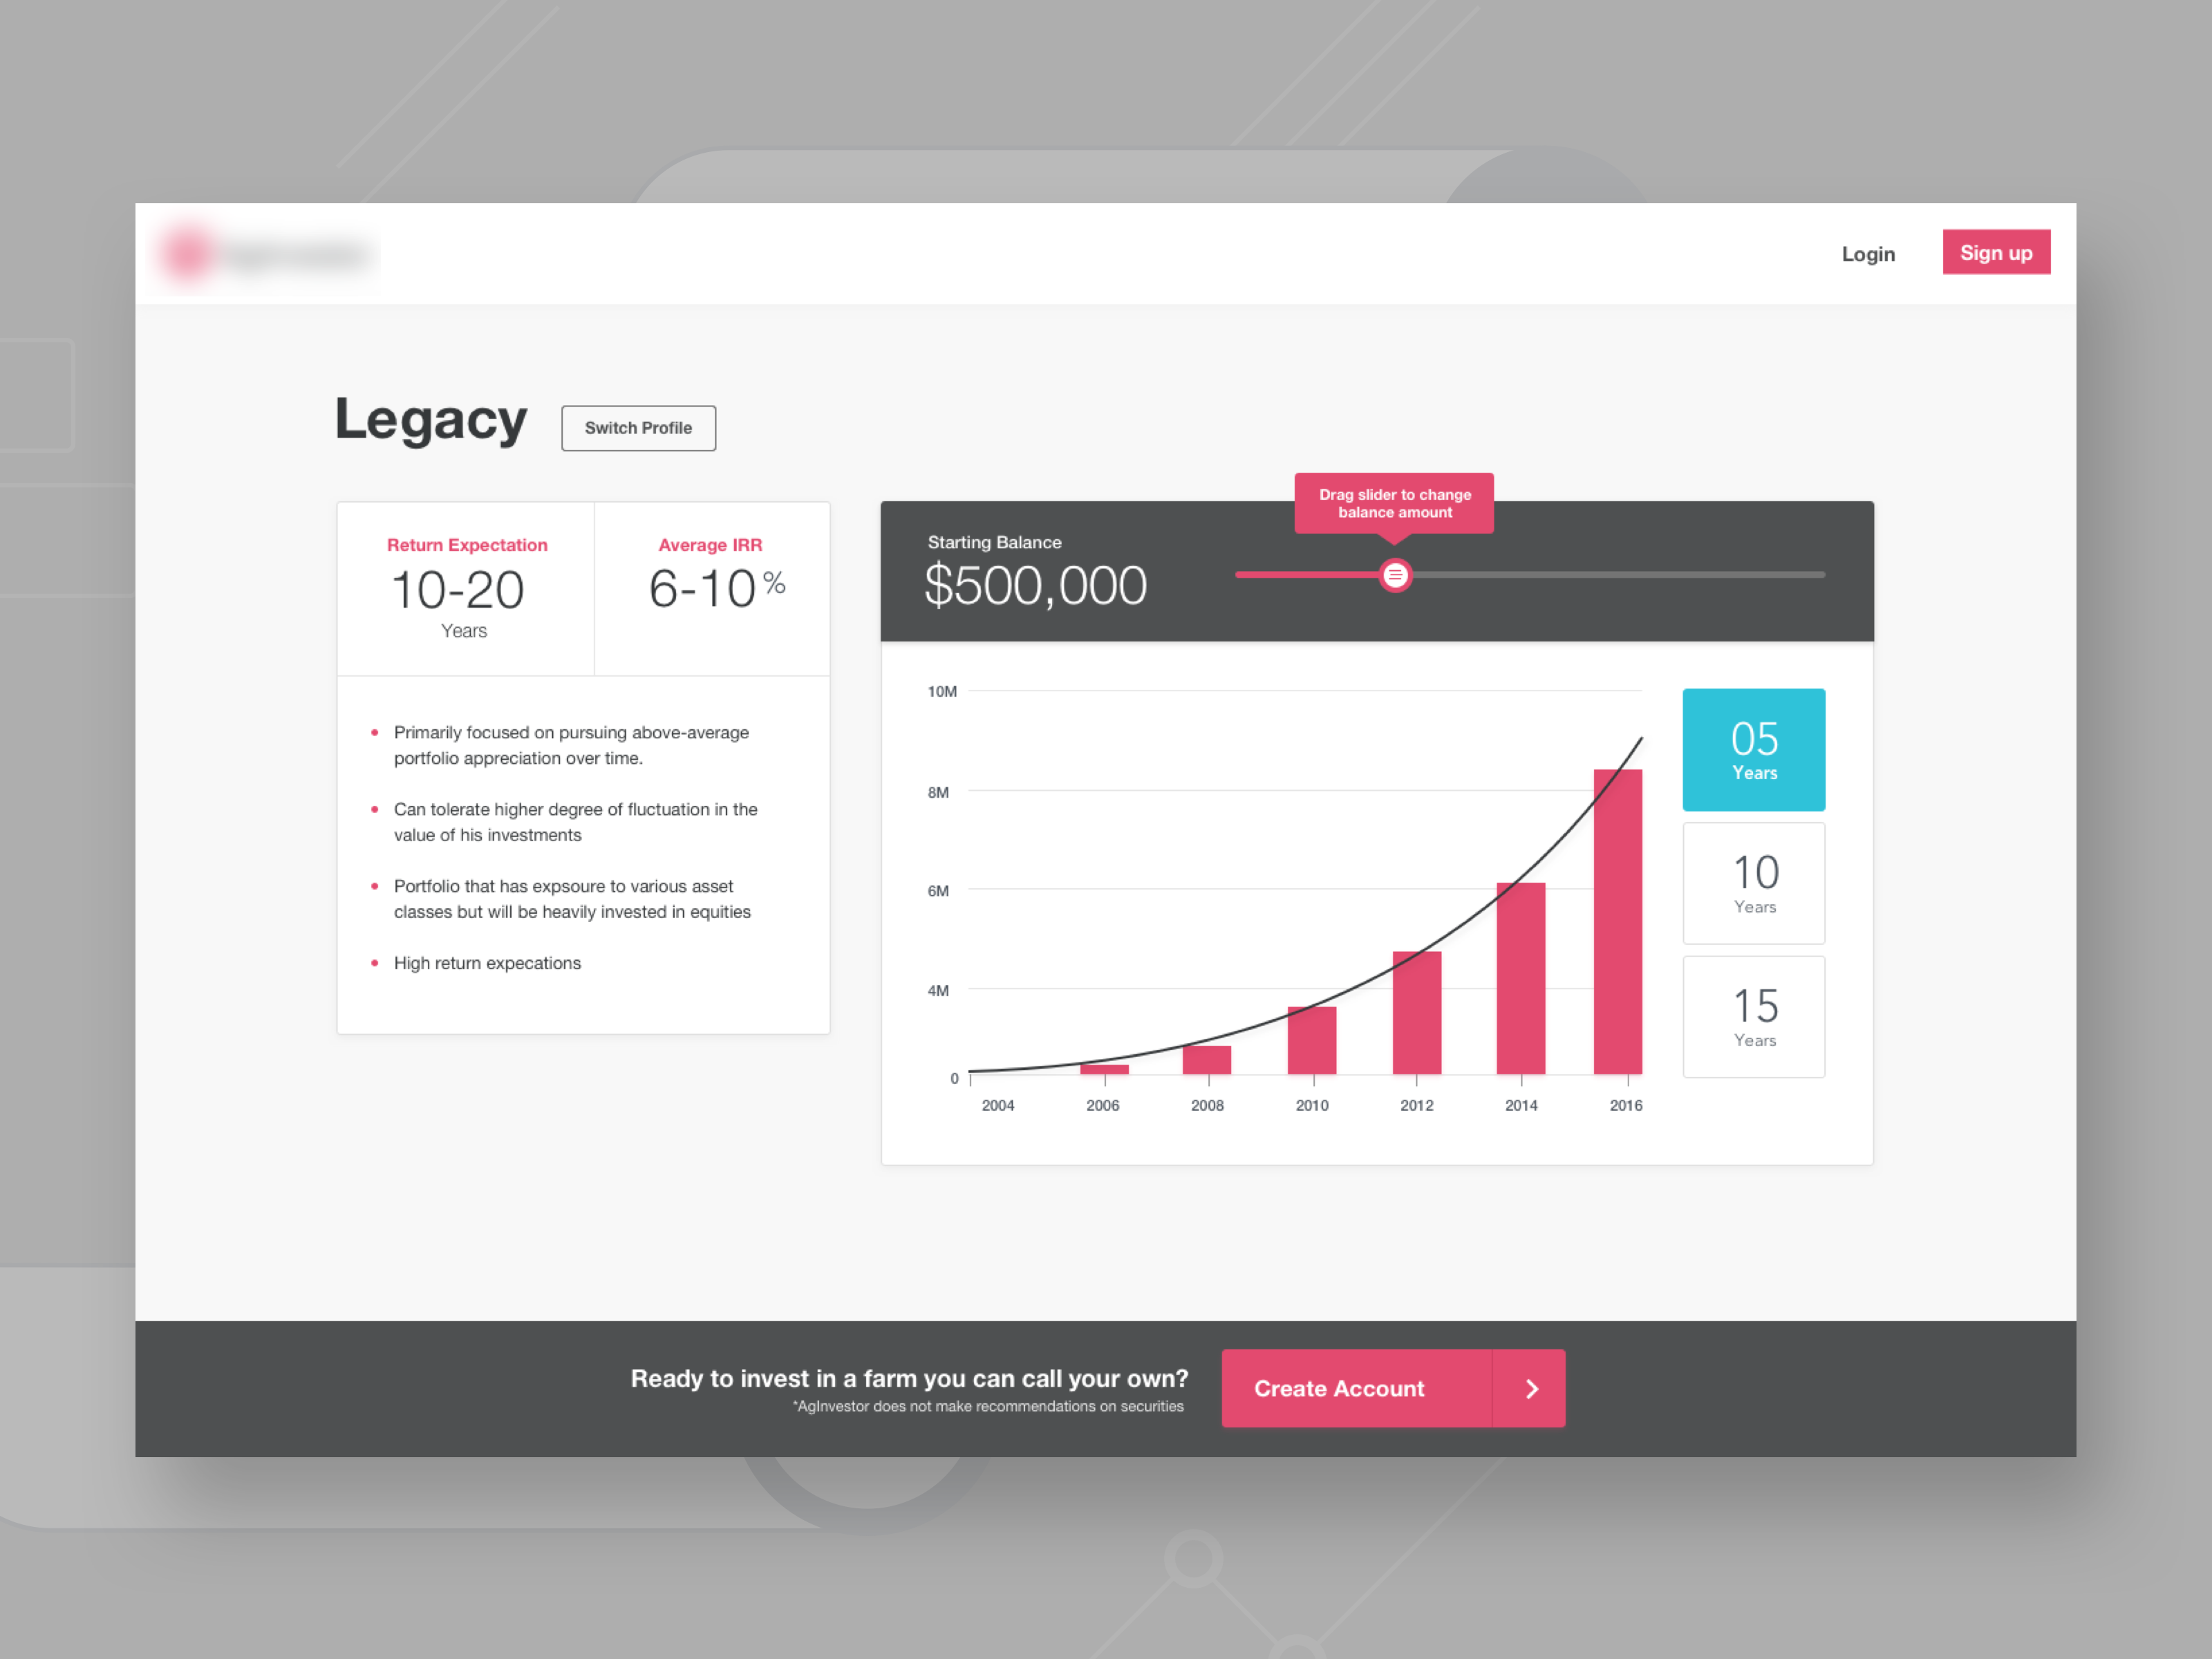 Login
Sign up
Legacy
Switch Profile
Return Expectation
10-20
Years
Average IRR
6-10%
Primarily focused on pursuing above-average
portfolio appreciation over time.
Can tolerate higher degree of fluctuation in the
value of his investments
Portfolio that has expsoure to various asset
classes but will be heavily invested in equities
High return expecations
Drag slider to change
balance amount
Starting Balance
$500,000
10M
8M
6M
4M
0
2004 2006 2008 2010 2012 2014 2016
05
Years
10
Years
15
Years
Ready to invest in a farm you can call your own?
*AgInvestor does not make recommendations on securities
Create Account